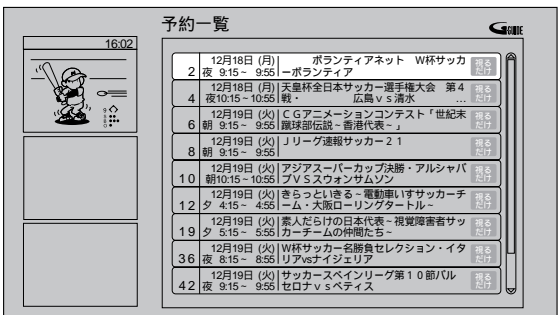 予約一覧
G GUIDE
16:02
2 12月18日 (月) 夜 9:15~ 9:55 ボランティアネット W杯サッカーボランティア 視るだけ
4 12月18日 (月) 夜10:15~10:55 天皇杯全日本サッカー選手権大会 第4戦・ 広島vs清水 … 視るだけ
6 12月19日 (火) 朝 9:15~ 9:55 CGアニメーションコンテスト「世紀末蹴球部伝説~香港代表~」 視るだけ
8 12月19日 (火) 朝 9:15~ 9:55 Jリーグ速報サッカー21 視るだけ
10 12月19日 (火) 朝10:15~10:55 アジアスーパーカップ決勝・アルシャバブVSスウォンサムソン 視るだけ
12 12月19日 (火) 夕 4:15~ 4:55 きらっといきる~電動車いすサッカーチーム・大阪ローリングタートル~ 視るだけ
19 12月19日 (火) 夕 5:15~ 5:55 素人だらけの日本代表~視覚障害者サッカーチームの仲間たち~ 視るだけ
36 12月19日 (火) 夜 8:15~ 8:55 W杯サッカー名勝負セレクション・イタリアvsナイジェリア 視るだけ
42 12月19日 (火) 夜 9:15~ 9:55 サッカースペインリーグ第10節バルセロナvsベティス 視るだけ